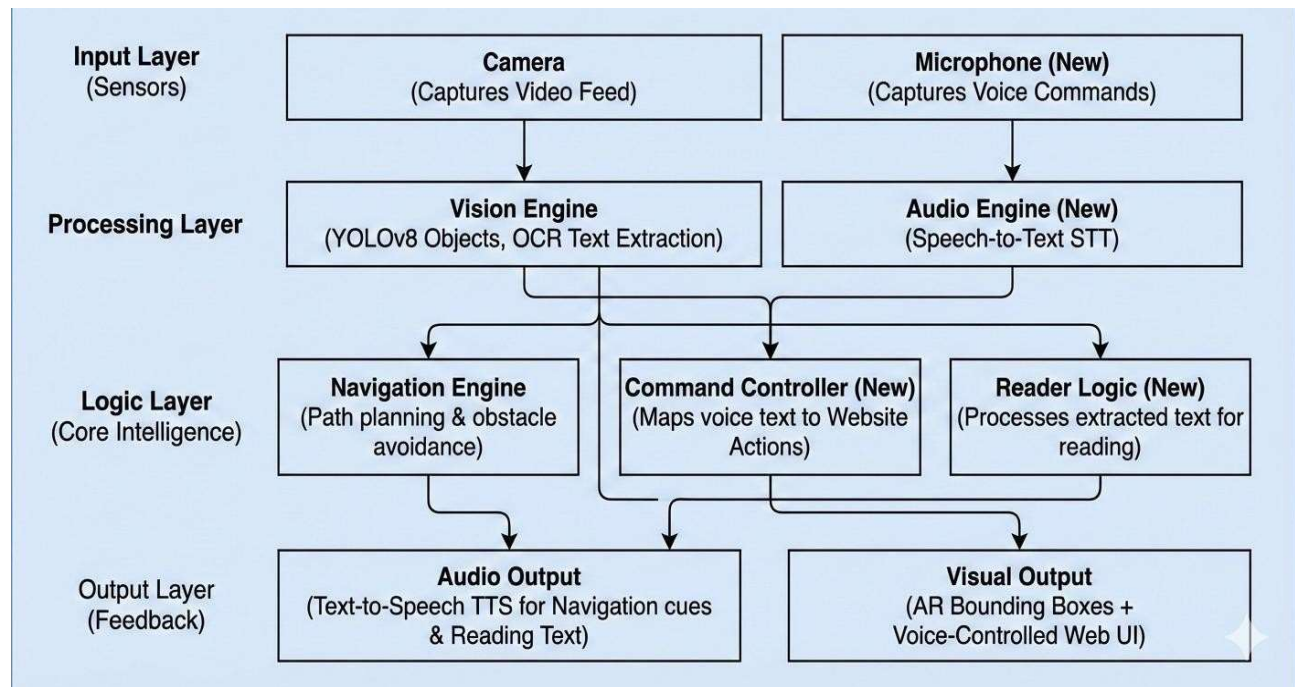 Input Layer
(Sensors)
Camera
(Captures Video Feed)
Microphone (New)
(Captures Voice Commands)
Processing Layer
Vision Engine
(YOLOv8 Objects, OCR Text Extraction)
Audio Engine (New)
(Speech-to-Text STT)
Logic Layer
(Core Intelligence)
Navigation Engine
(Path planning & obstacle
avoidance)
Command Controller (New)
(Maps voice text to Website
Actions)
Reader Logic (New)
(Processes extracted text for
reading)
Output Layer
(Feedback)
Audio Output
(Text-to-Speech TTS for Navigation cues
& Reading Text)
Visual Output
(AR Bounding Boxes +
Voice-Controlled Web UI)